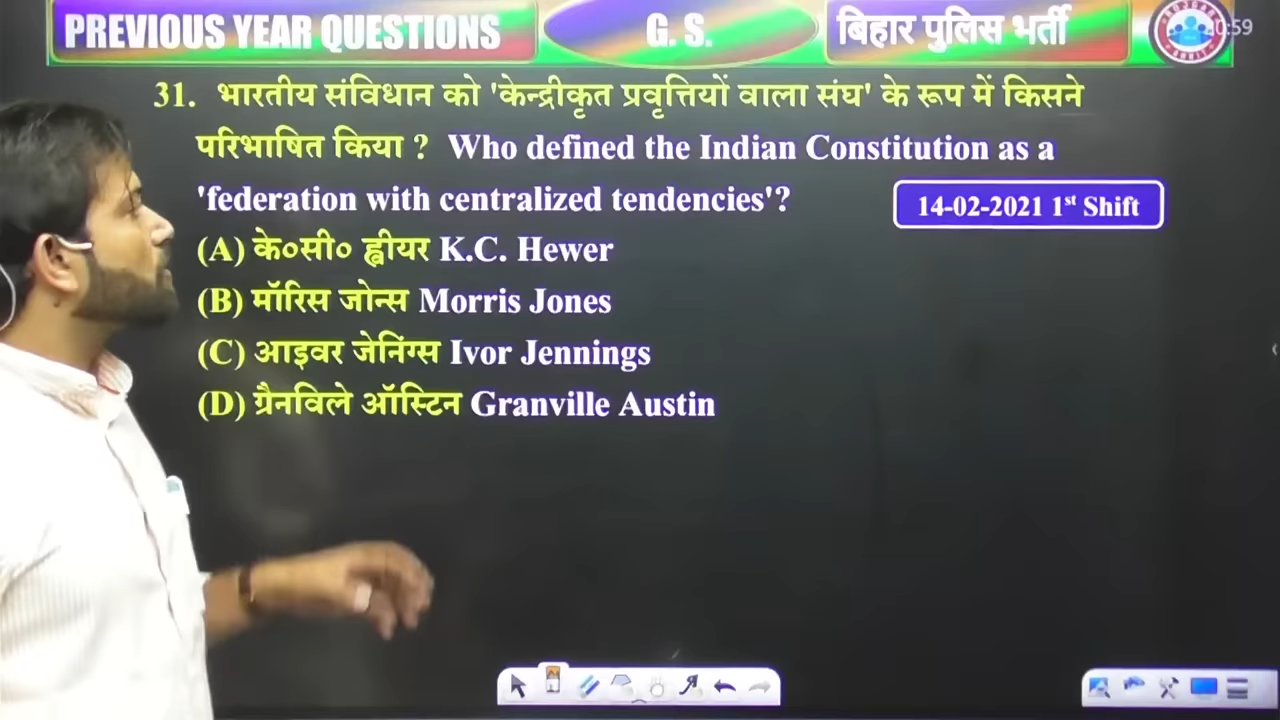 PREVIOUS YEAR QUESTIONS
G. S.
बिहार पुलिस भर्ती
31. भारतीय संविधान को 'केन्द्रीकृत प्रवृत्तियों वाला संघ' के रूप में किसने
परिभाषित किया ? Who defined the Indian Constitution as a
'federation with centralized tendencies'?
14-02-2021 1st Shift
(A) के०सी० ह्वीयर K.C. Hewer
(B) मॉरिस जोन्स Morris Jones
(C) आइवर जेनिंग्स Ivor Jennings
(D) ग्रैनविले ऑस्टिन Granville Austin